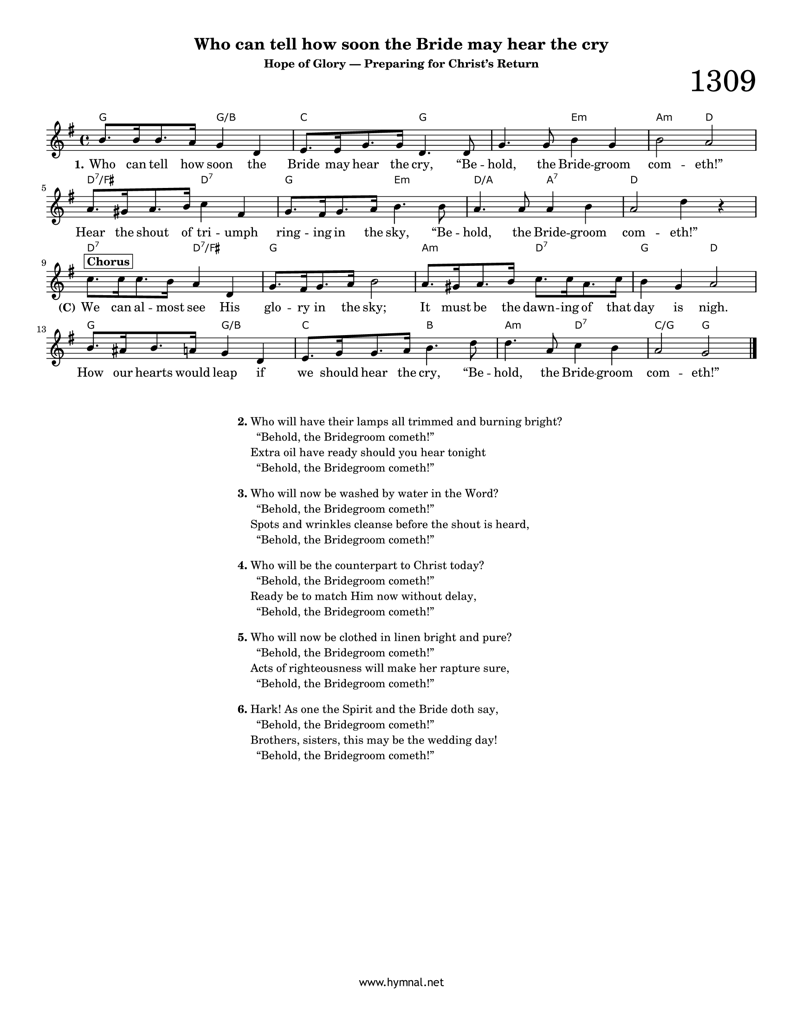 Who can tell how soon the Bride may hear the cry
Hope of Glory — Preparing for Christ's Return
1309
G G/B C G Em Am D
1. Who can tell how soon the Bride may hear the cry, “Be - hold, the Bride-groom com - eth!”
D7/F♯ D7 G Em D/A A7 D
5
Hear the shout of tri - umph ring - ing in the sky, “Be - hold, the Bride-groom com - eth!”
D7 D7/F♯ G Am D7 G D
9 Chorus
(C) We can al - most see His glo - ry in the sky; It must be the dawn-ing of that day is nigh.
G G/B C B Am D7 C/G G
13
How our hearts would leap if we should hear the cry, “Be - hold, the Bride-groom com - eth!”
2. Who will have their lamps all trimmed and burning bright?
“Behold, the Bridegroom cometh!”
Extra oil have ready should you hear tonight
“Behold, the Bridegroom cometh!”
3. Who will now be washed by water in the Word?
“Behold, the Bridegroom cometh!”
Spots and wrinkles cleanse before the shout is heard,
“Behold, the Bridegroom cometh!”
4. Who will be the counterpart to Christ today?
“Behold, the Bridegroom cometh!”
Ready be to match Him now without delay,
“Behold, the Bridegroom cometh!”
5. Who will now be clothed in linen bright and pure?
“Behold, the Bridegroom cometh!”
Acts of righteousness will make her rapture sure,
“Behold, the Bridegroom cometh!”
6. Hark! As one the Spirit and the Bride doth say,
“Behold, the Bridegroom cometh!”
Brothers, sisters, this may be the wedding day!
“Behold, the Bridegroom cometh!”
www.hymnal.net